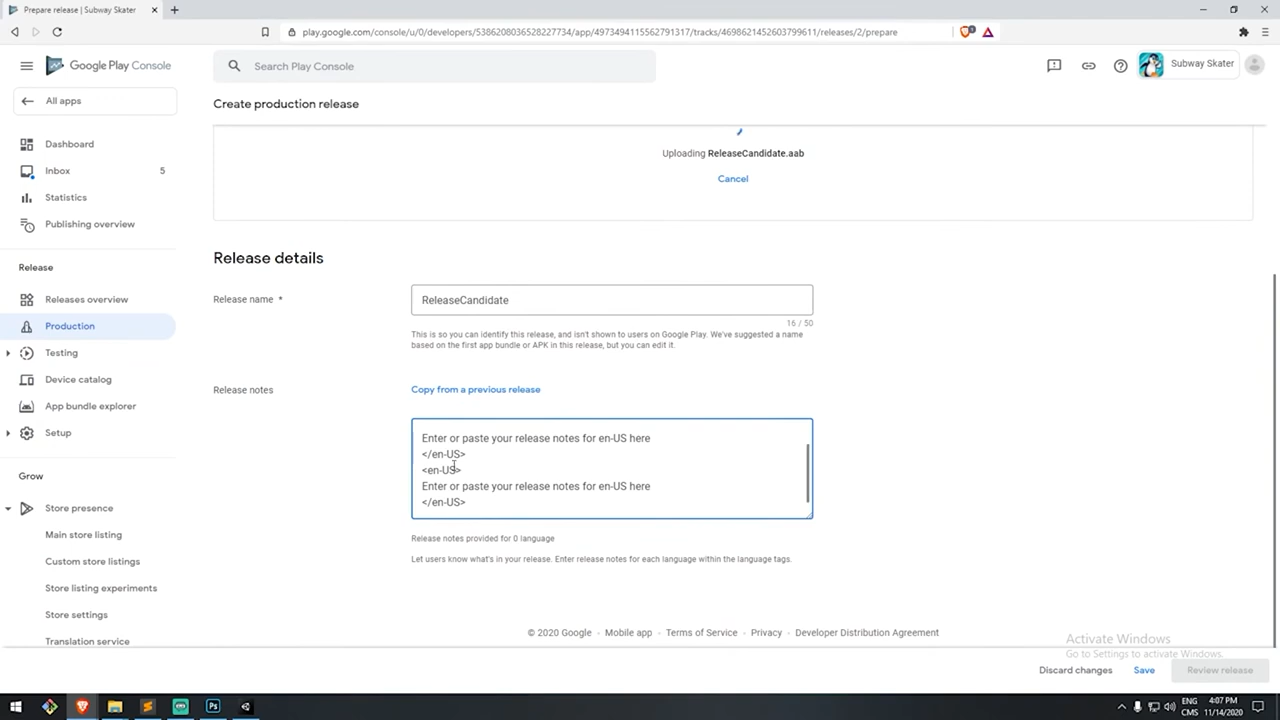 Prepare release | Subway Skater
play.google.com/console/u/0/developers/5386208036528227734/app/4973494115562791317/tracks/4698621452603799611/releases/2/prepare
Google Play Console
Search Play Console
Subway Skater
All apps
Create production release
Dashboard
Uploading ReleaseCandidate.aab
Inbox 5
Cancel
Statistics
Publishing overview
Release
Release details
Releases overview
Release name *
ReleaseCandidate
16 / 50
Production
This is so you can identify this release, and isn't shown to users on Google Play. We've suggested a name
based on the first app bundle or APK in this release, but you can edit it.
Testing
Device catalog
Release notes
Copy from a previous release
App bundle explorer
Setup
Enter or paste your release notes for en-US here
</en-US>
<en-US>
Enter or paste your release notes for en-US here
</en-US>
Grow
Store presence
Main store listing
Release notes provided for 0 language
Let users know what's in your release. Enter release notes for each language within the language tags.
Custom store listings
Store listing experiments
Store settings
Translation service
© 2020 Google · Mobile app · Terms of Service · Privacy · Developer Distribution Agreement
Activate Windows
Go to Settings to activate Windows.
Discard changes
Save
Review release
ENG
CMS
4:07 PM
11/14/2020